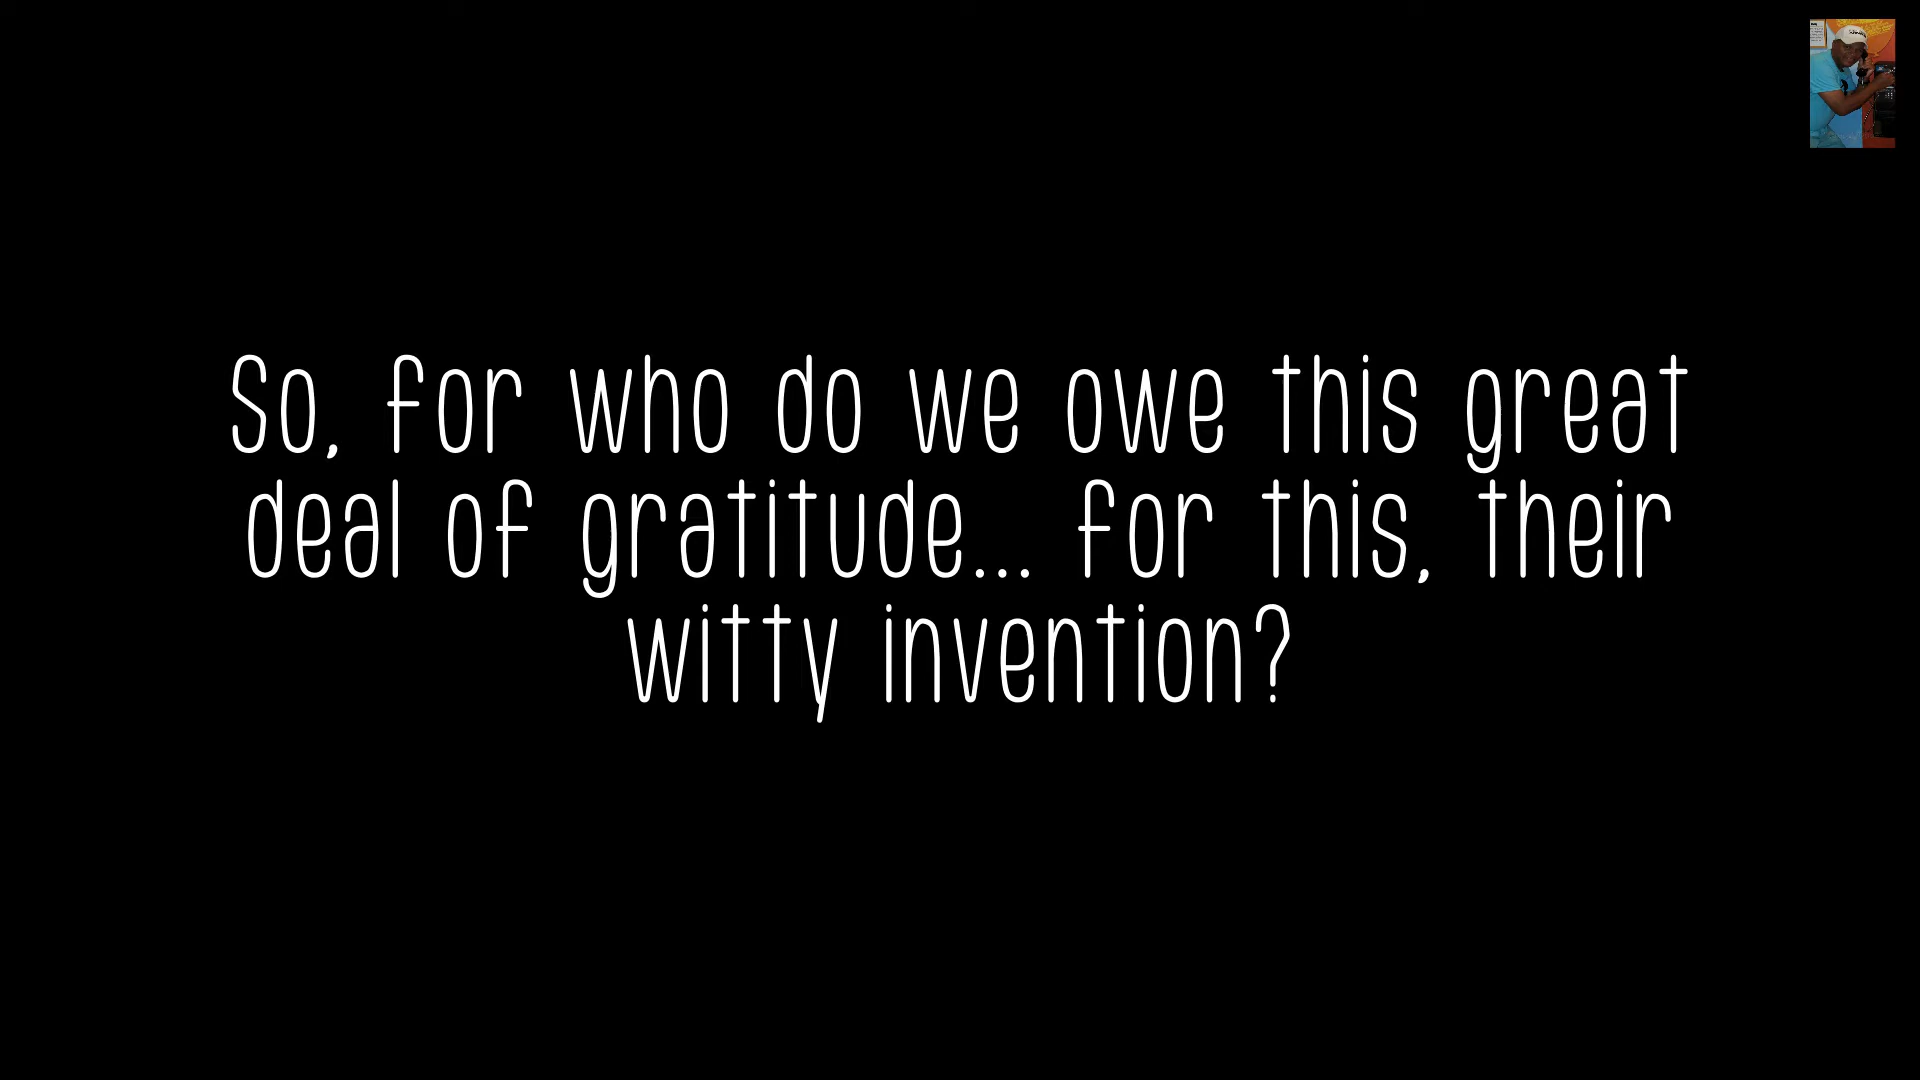 So, for who do we owe this great
deal of gratitude... for this, their
witty invention?